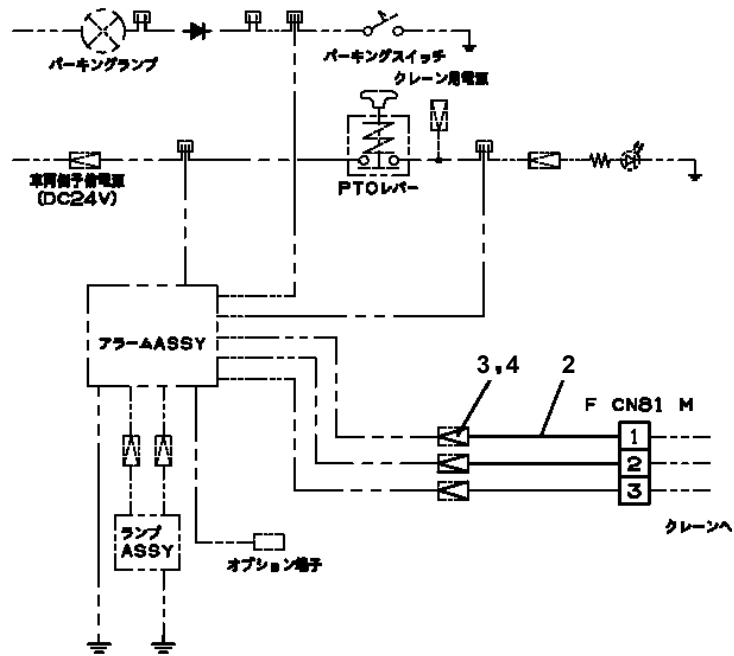 パーキングランプ
パーキングスイッチ
クレーン用電源
車両側予備電源
(DC24V)
PTOレバー
アラームASSY
3,4
2
F CN81 M
1
2
3
クレーンへ
ランプ
ASSY
オプション端子